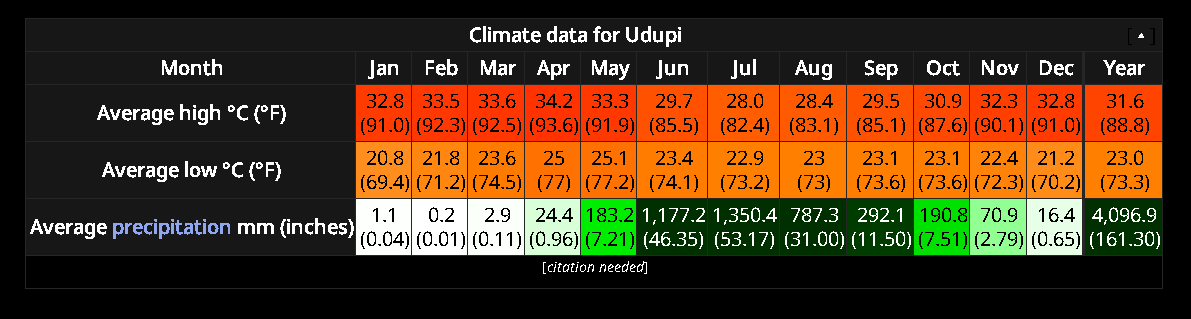 Climate data for Udupi [▲]
Month Jan Feb Mar Apr May Jun Jul Aug Sep Oct Nov Dec Year
Average high °C (°F) 32.8 (91.0) 33.5 (92.3) 33.6 (92.5) 34.2 (93.6) 33.3 (91.9) 29.7 (85.5) 28.0 (82.4) 28.4 (83.1) 29.5 (85.1) 30.9 (87.6) 32.3 (90.1) 32.8 (91.0) 31.6 (88.8)
Average low °C (°F) 20.8 (69.4) 21.8 (71.2) 23.6 (74.5) 25 (77) 25.1 (77.2) 23.4 (74.1) 22.9 (73.2) 23 (73) 23.1 (73.6) 23.1 (73.6) 22.4 (72.3) 21.2 (70.2) 23.0 (73.3)
Average precipitation mm (inches) 1.1 (0.04) 0.2 (0.01) 2.9 (0.11) 24.4 (0.96) 183.2 (7.21) 1,177.2 (46.35) 1,350.4 (53.17) 787.3 (31.00) 292.1 (11.50) 190.8 (7.51) 70.9 (2.79) 16.4 (0.65) 4,096.9 (161.30)
[citation needed]